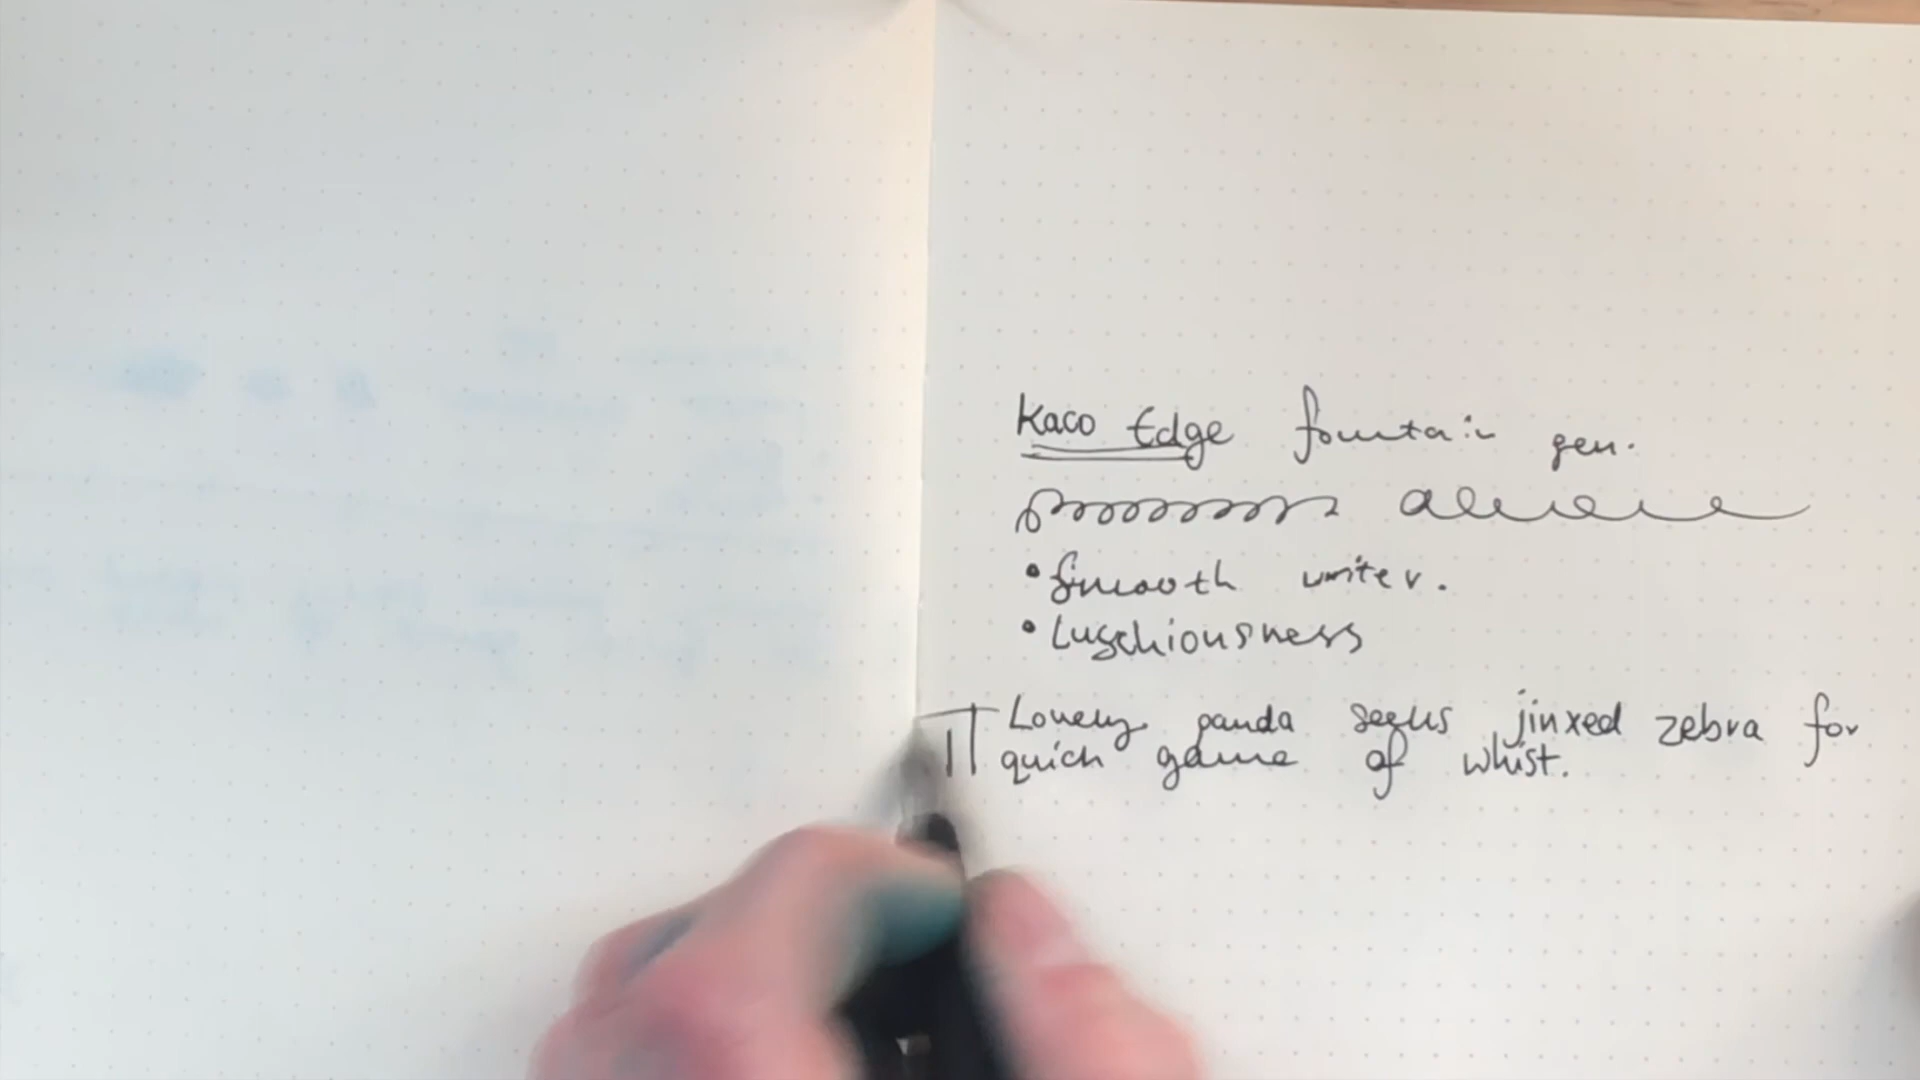 Kaco Edge fountain pen.
• Smooth writer.
• Luschiousness
Lovely panda seeks jinxed zebra for
quick game of whist.